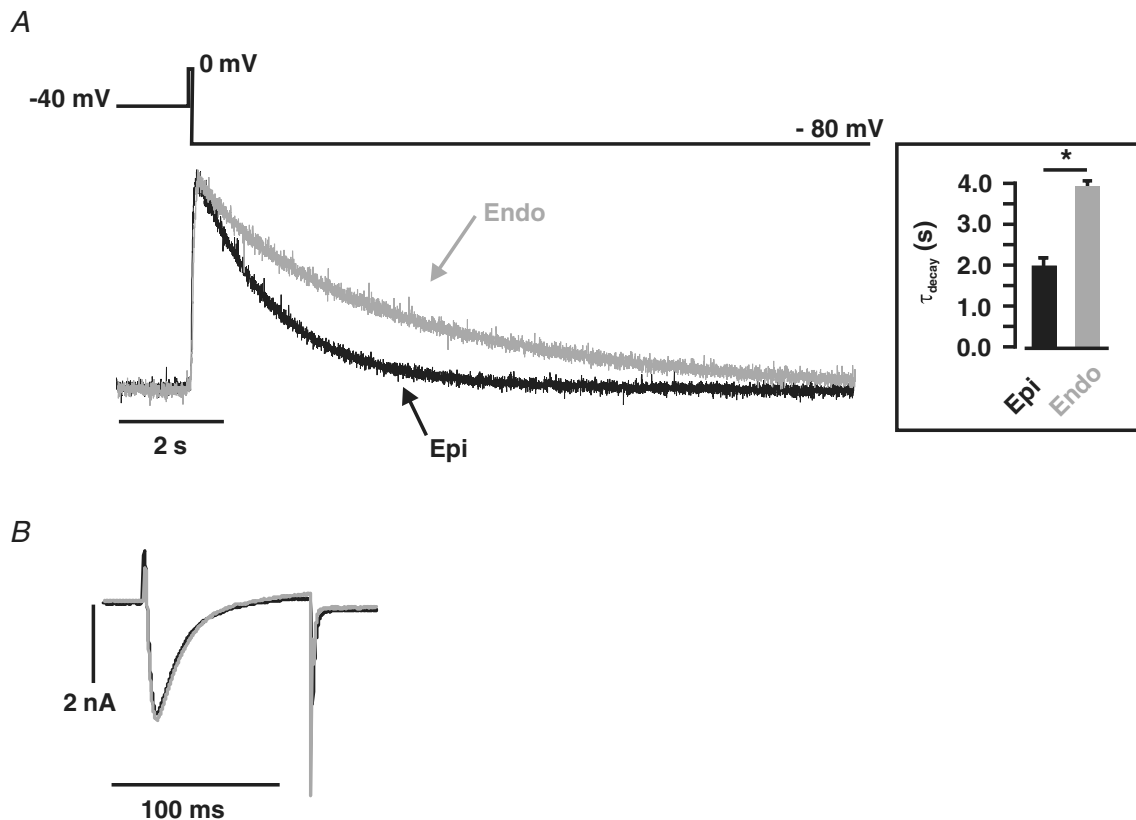 A
0 mV
-40 mV
- 80 mV
Endo
Epi
2 s
*
4.0
3.0
2.0
1.0
0.0
τdecay (s)
Epi
Endo
B
2 nA
100 ms